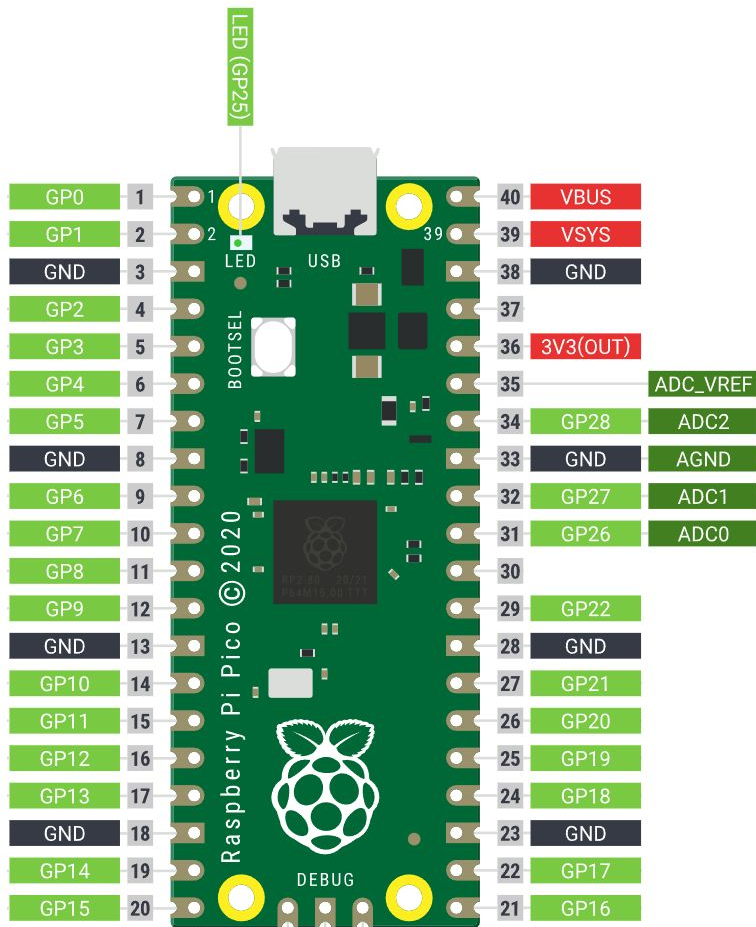 LED (GP25)
GP0 1 1 40 VBUS
GP1 2 2 39 39 VSYS
LED USB
GND 3 38 GND
GP2 4 37
BOOTSEL
GP3 5 36 3V3(OUT)
GP4 6 35 ADC_VREF
GP5 7 34 GP28 ADC2
GND 8 33 GND AGND
GP6 9 32 GP27 ADC1
GP7 10 31 GP26 ADC0
GP8 11 30
GP9 12 29 GP22
GND 13 28 GND
GP10 14 27 GP21
GP11 15 26 GP20
GP12 16 25 GP19
GP13 17 24 GP18
GND 18 23 GND
Raspberry Pi Pico © 2020
GP14 19 22 GP17
DEBUG
GP15 20 21 GP16